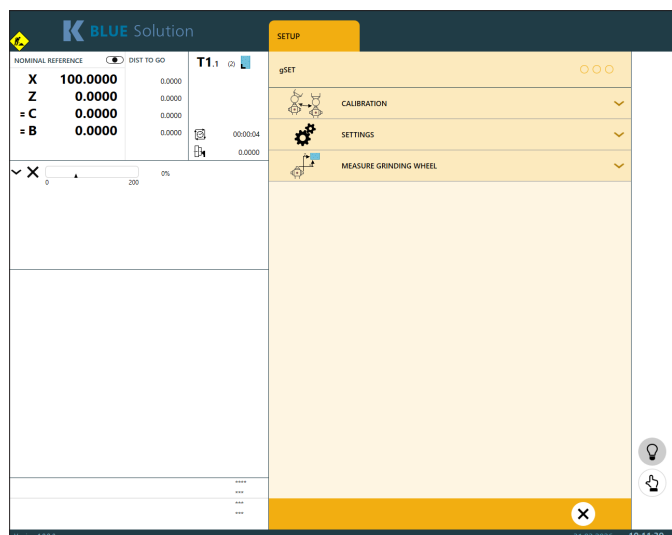 K BLUE Solution
SETUP
NOMINAL REFERENCE DIST TO GO
T1.1 (2)
gSET
X 100.0000 0.0000
Z 0.0000 0.0000
= C 0.0000 0.0000
= B 0.0000 0.0000
00:00:04
0.0000
CALIBRATION
SETTINGS
MEASURE GRINDING WHEEL
0%
0 200
****
***
***
***